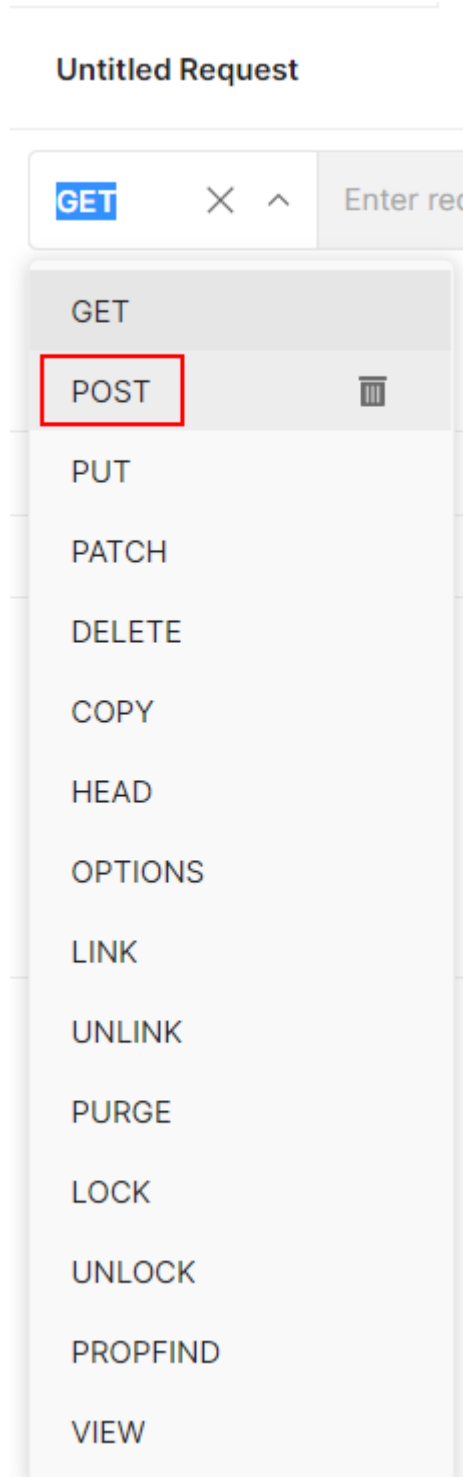 Untitled Request
GET Enter
GET
POST
PUT
PATCH
DELETE
COPY
HEAD
OPTIONS
LINK
UNLINK
PURGE
LOCK
UNLOCK
PROPFIND
VIEW